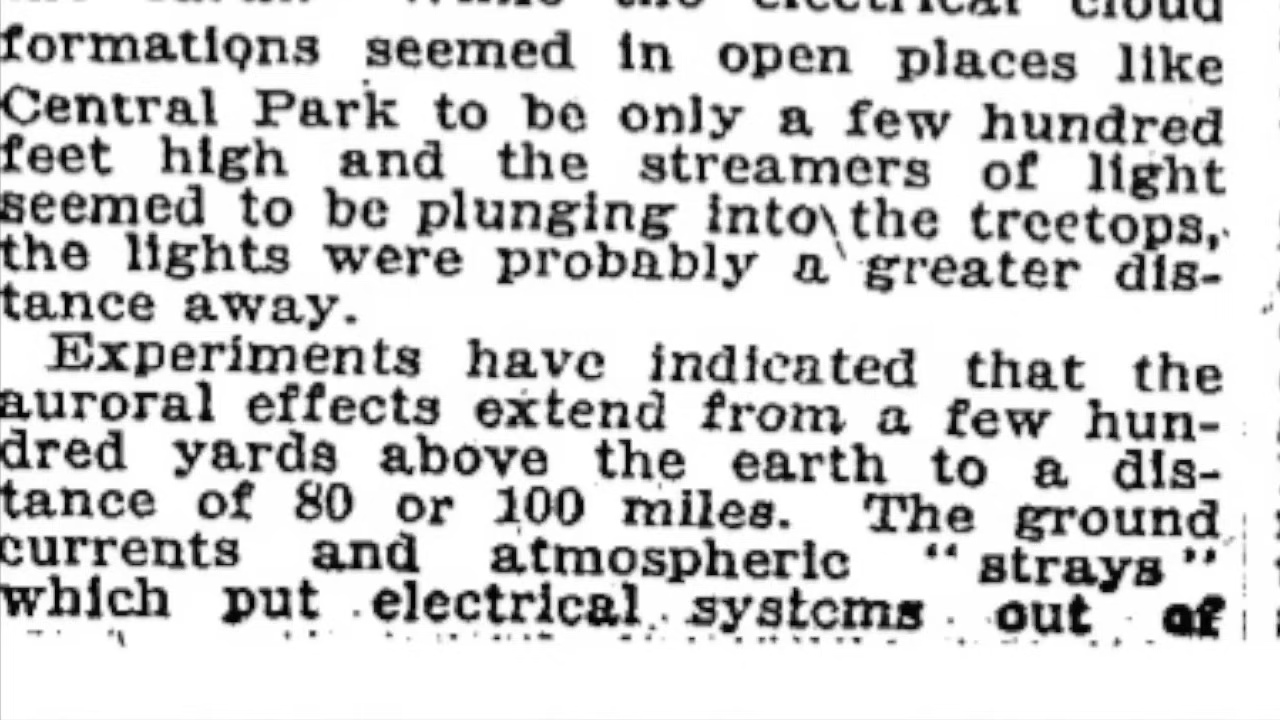 electrical cloud
formations seemed in open places like
Central Park to be only a few hundred
feet high and the streamers of light
seemed to be plunging into the treetops,
the lights were probably a greater dis-
tance away.
Experiments have indicated that the
auroral effects extend from a few hun-
dred yards above the earth to a dis-
tance of 80 or 100 miles. The ground
currents and atmospheric "strays"
which put electrical systems out of